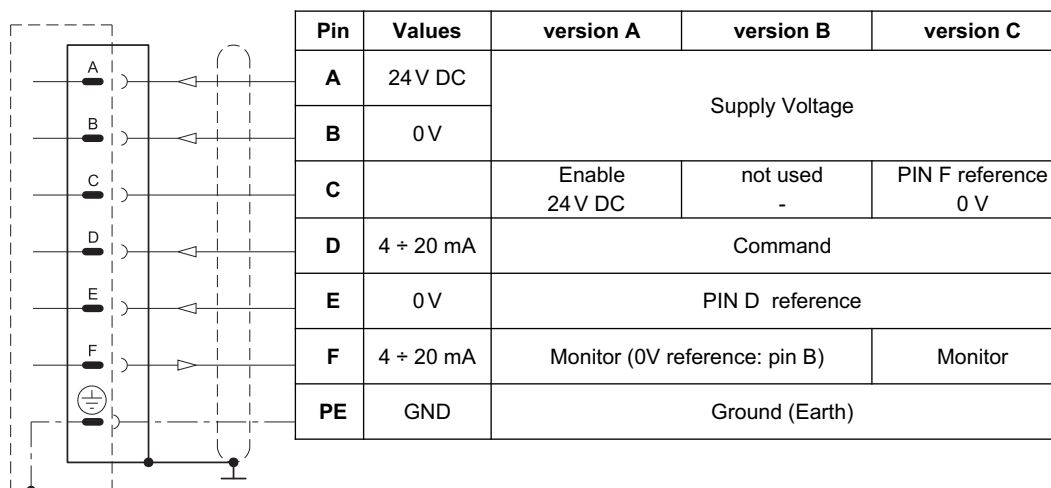 Pin Values version A version B version C
A 24 V DC
Supply Voltage
B 0 V
C Enable 24 V DC not used - PIN F reference 0 V
D 4 ÷ 20 mA Command
E 0 V PIN D reference
F 4 ÷ 20 mA Monitor (0V reference: pin B) Monitor
PE GND Ground (Earth)
A
B
C
D
E
F